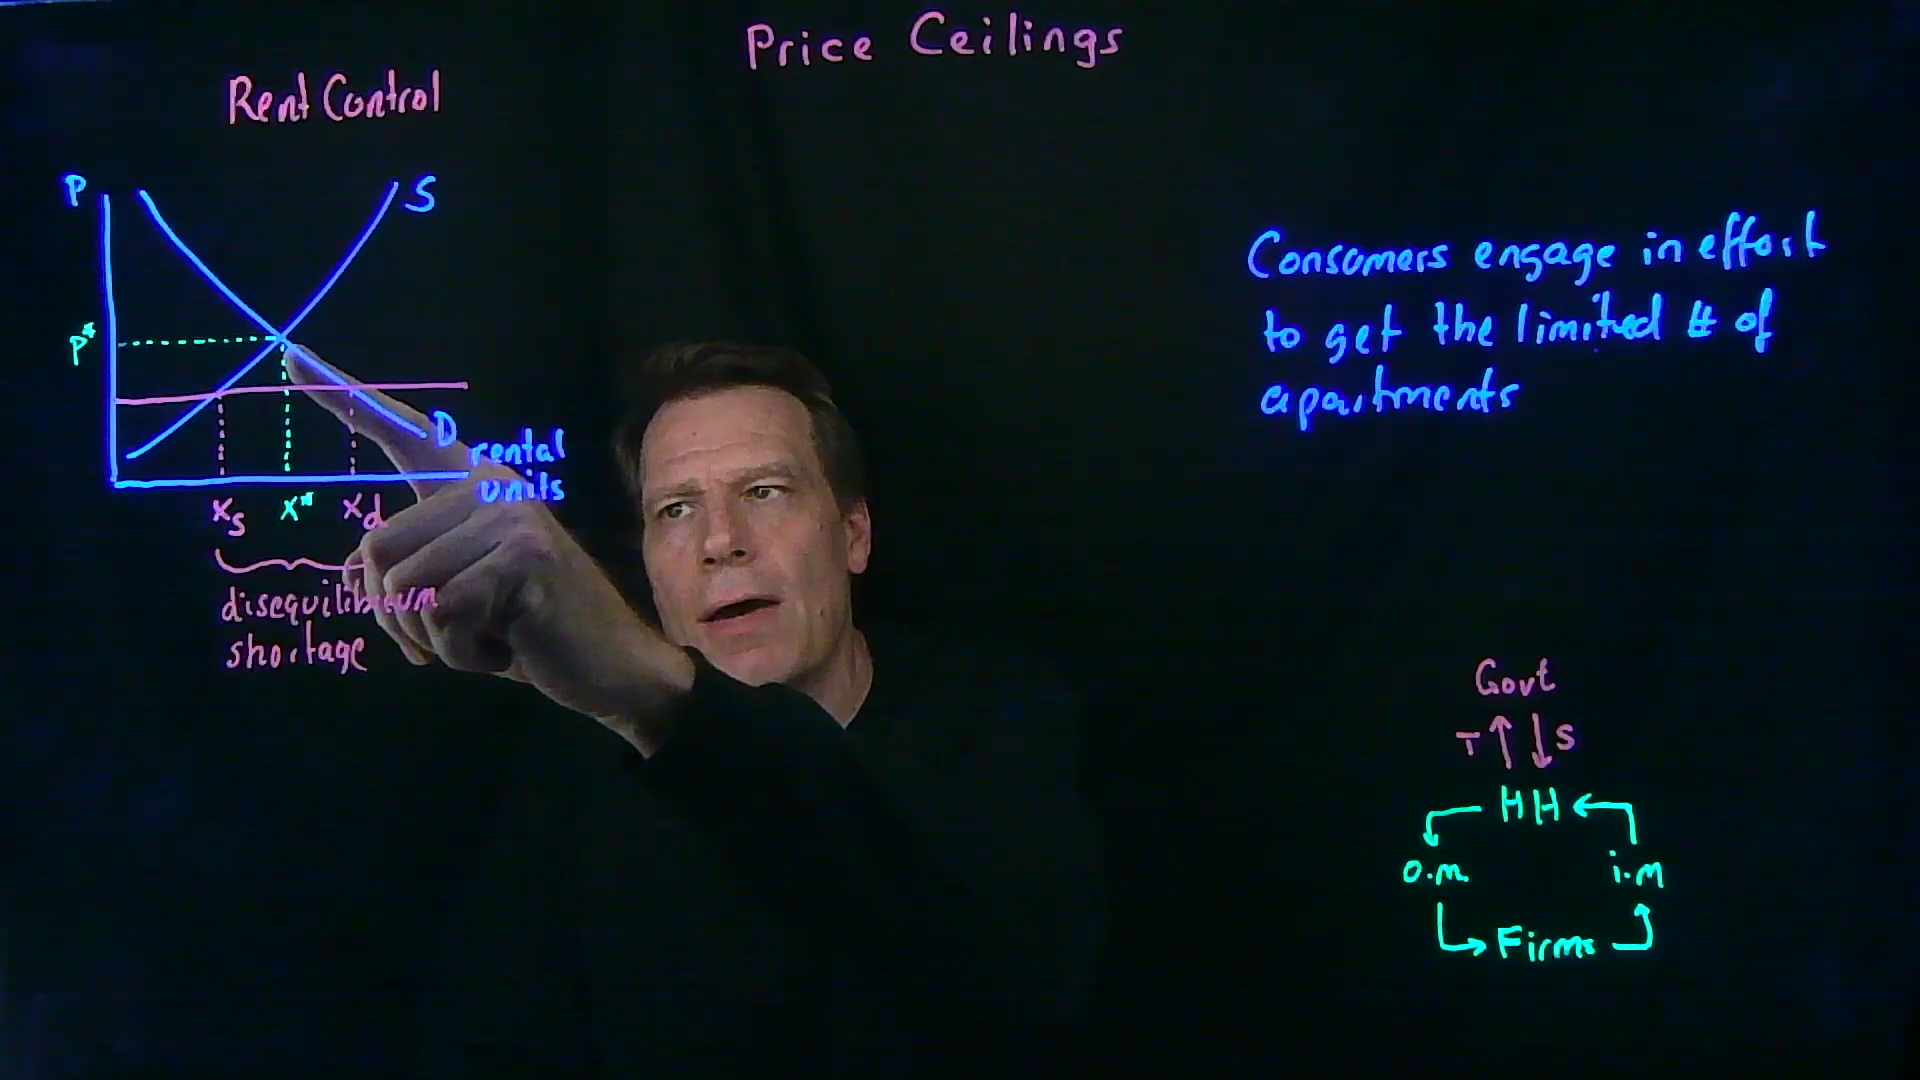 Price Ceilings
Rent Control
P
S
P*
D
rental
units
Xs
X*
Xd
disequilibrium
shortage
Consumers engage in effort
to get the limited # of
apartments
Govt
T
S
HH
o.m.
i.m
Firms